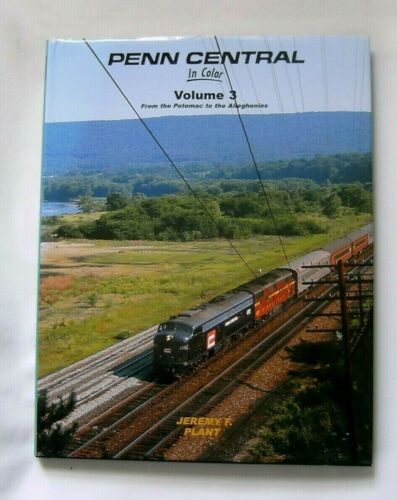 PENN CENTRAL
In Color
Volume 3
From the Potomac to the Alleghenies
JEREMY F.
PLANT